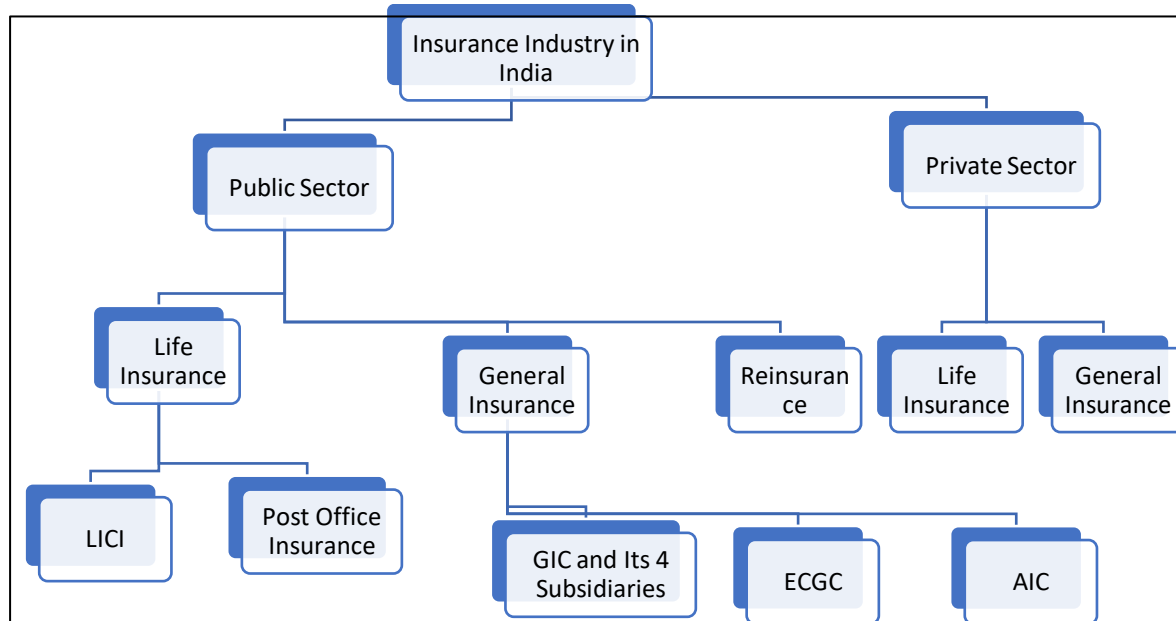 Insurance Industry in
India
Public Sector
Private Sector
Life
Insurance
General
Insurance
Reinsuran
ce
Life
Insurance
General
Insurance
LICI
Post Office
Insurance
GIC and Its 4
Subsidiaries
ECGC
AIC